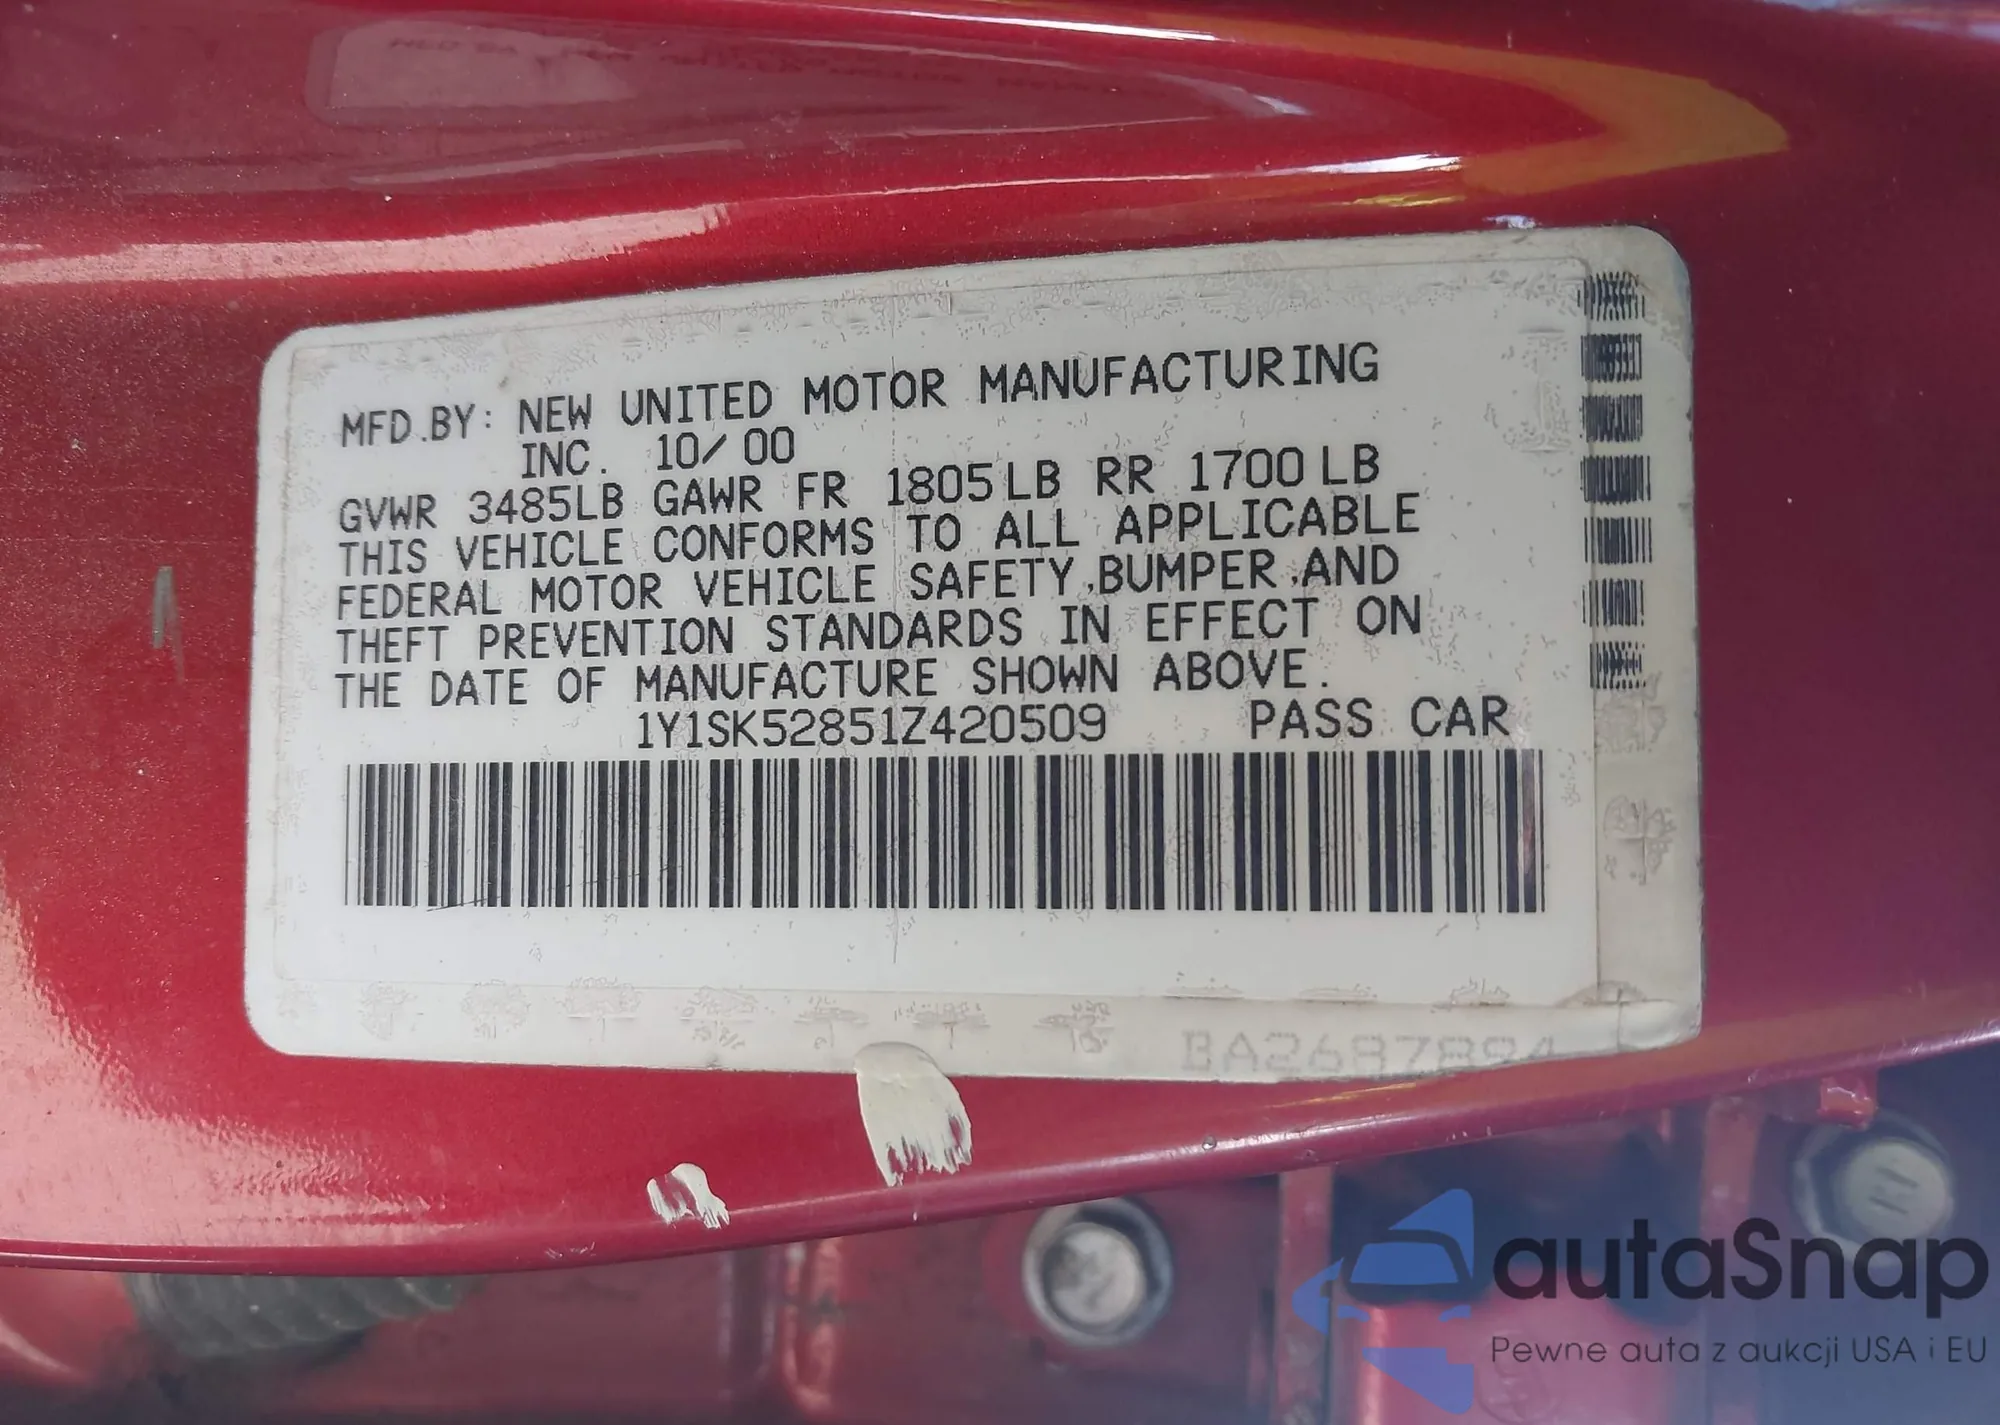 MFD.BY: NEW UNITED MOTOR MANUFACTURING
INC. 10/00
GVWR 3485LB GAWR FR 1805LB RR 1700LB
THIS VEHICLE CONFORMS TO ALL APPLICABLE
FEDERAL MOTOR VEHICLE SAFETY,BUMPER,AND
THEFT PREVENTION STANDARDS IN EFFECT ON
THE DATE OF MANUFACTURE SHOWN ABOVE.
1Y1SK52851Z420509 PASS CAR
BA2687894
autaSnap
Pewne auta z aukcji USA i EU